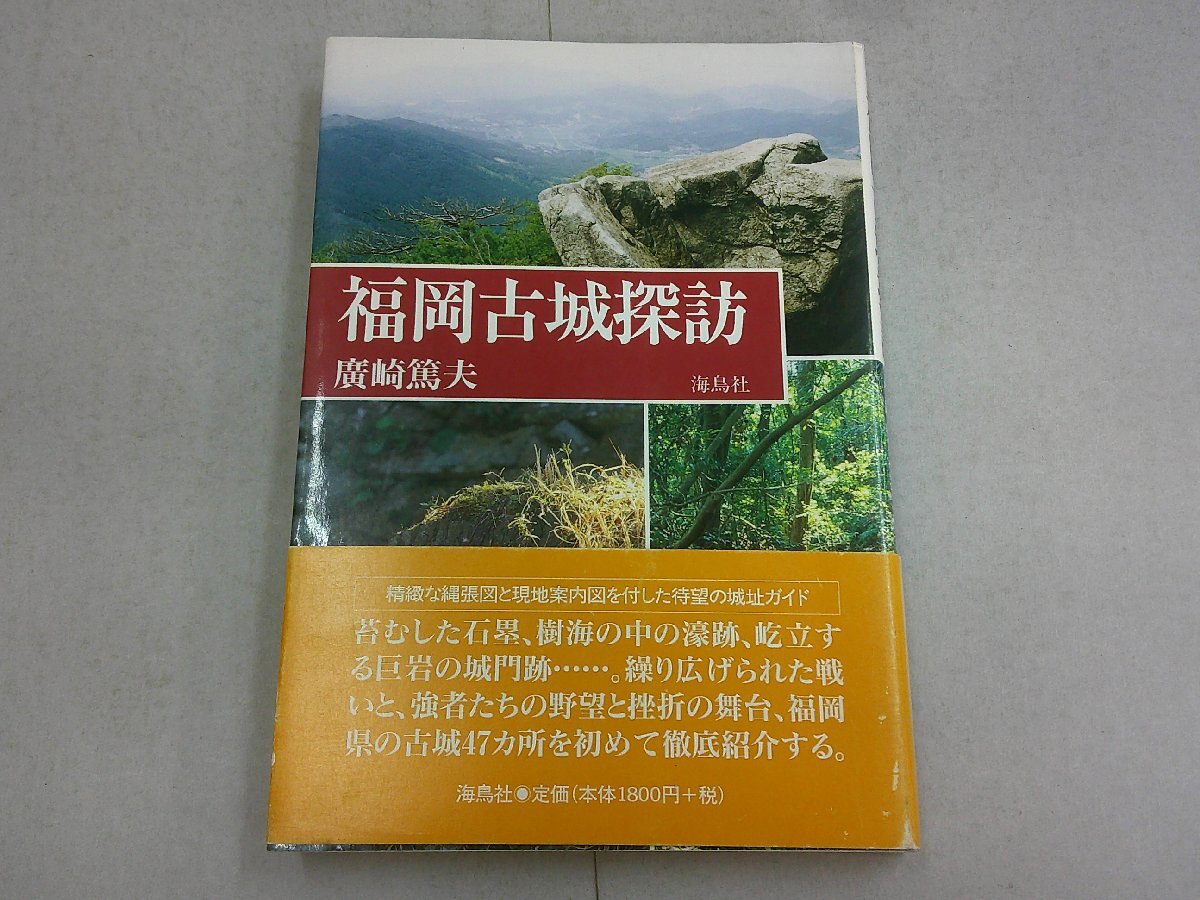 福岡古城探訪
廣崎篤夫
海鳥社
精緻な縄張図と現地案内図を付した待望の城址ガイド
苔むした石塁、樹海の中の濠跡、屹立す
る巨岩の城門跡……。繰り広げられた戦
いと、強者たちの野望と挫折の舞台、福岡
県の古城47カ所を初めて徹底紹介する。
海鳥社◉定価(本体1800円+税)